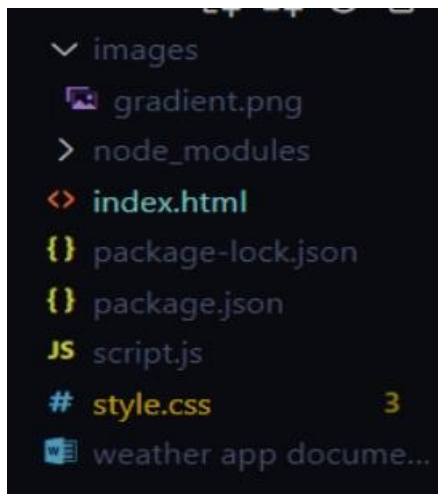 images
gradient.png
node_modules
index.html
{} package-lock.json
{} package.json
JS script.js
# style.css 3
weather app docume...